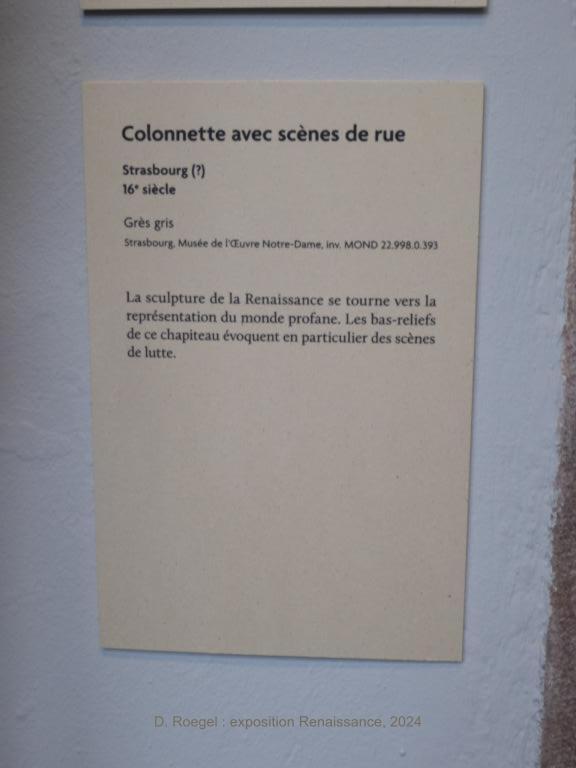 Colonnette avec scènes de rue
Strasbourg (?)
16e siècle
Grès gris
Strasbourg, Musée de l'Œuvre Notre-Dame, inv. MOND 22.998.0.393
La sculpture de la Renaissance se tourne vers la
représentation du monde profane. Les bas-reliefs
de ce chapiteau évoquent en particulier des scènes
de lutte.
D. Roegel : exposition Renaissance, 2024